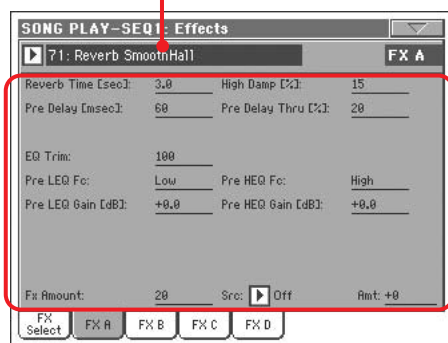 SONG PLAY-SEQ1: Effects
71: Reverb SmootnHall FX A
Reverb Time [sec]: 3.0 High Damp [%]: 15
Pre Delay [msec]: 60 Pre Delay Thru [%]: 20
EQ Trim: 100
Pre LEQ Fc: Low Pre HEQ Fc: High
Pre LEQ Gain [dB]: +0.0 Pre HEQ Gain [dB]: +0.0
Fx Amount: 20 Src: Off Amt: +0
FX Select FX A FX B FX C FX D